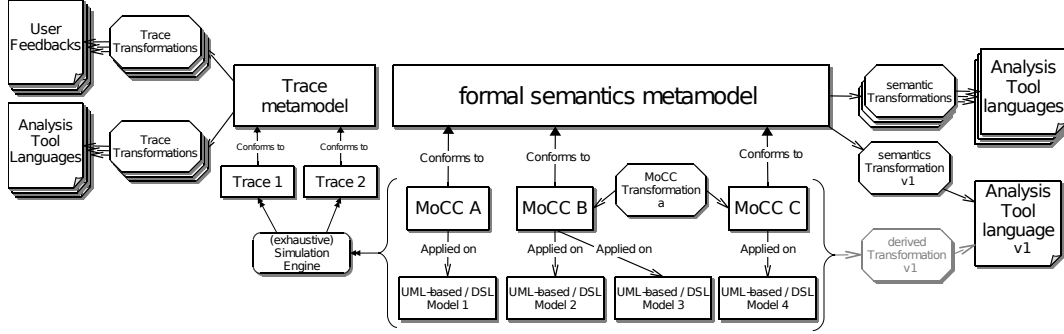 User
Feedbacks
Trace
Transformations
Analysis
Tool
Languages
Trace
Transformations
Trace
metamodel
Conforms to
Conforms to
Trace 1
Trace 2
(exhaustive)
Simulation
Engine
formal semantics metamodel
Conforms to
Conforms to
Conforms to
MoCC A
MoCC B
MoCC
Transformation
a
MoCC C
Applied on
Applied on
Applied on
Applied on
UML-based / DSL
Model 1
UML-based / DSL
Model 2
UML-based / DSL
Model 3
UML-based / DSL
Model 4
semantic
Transformations
Analysis
Tool
languages
semantics
Transformation
v1
derived
Transformation
v1
Analysis
Tool
language
v1